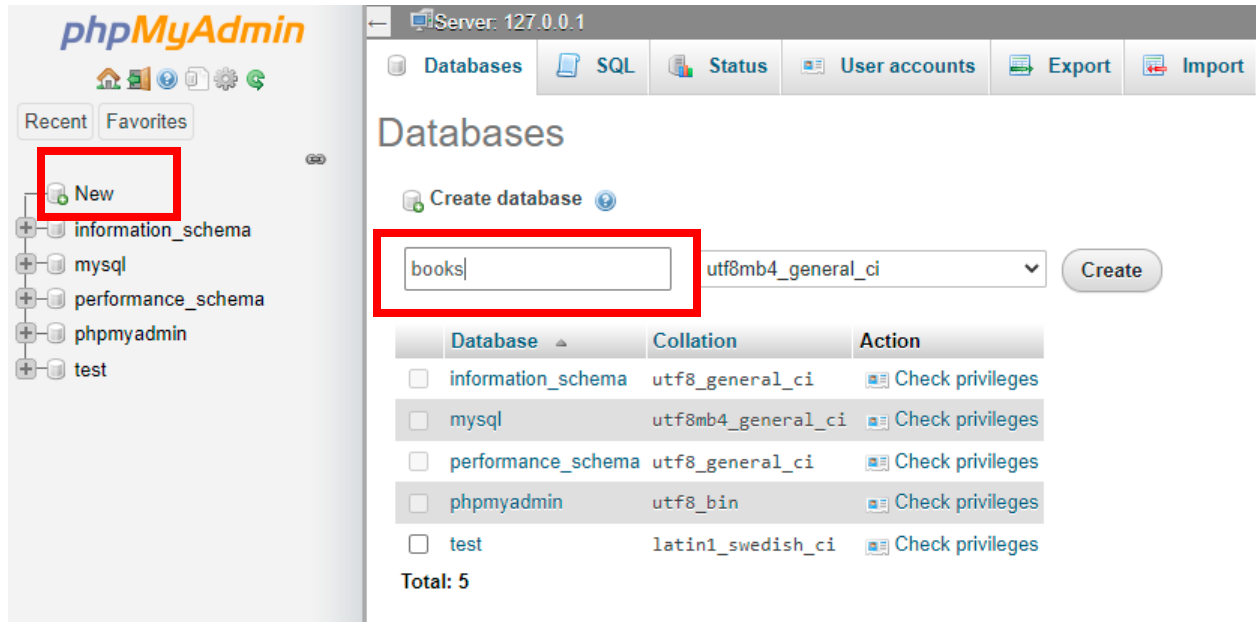 phpMyAdmin
Recent Favorites
New
information_schema
mysql
performance_schema
phpmyadmin
test
Server: 127.0.0.1
Databases SQL Status User accounts Export Import
Databases
Create database
books utf8mb4_general_ci Create
Database Collation Action
information_schema utf8_general_ci Check privileges
mysql utf8mb4_general_ci Check privileges
performance_schema utf8_general_ci Check privileges
phpmyadmin utf8_bin Check privileges
test latin1_swedish_ci Check privileges
Total: 5